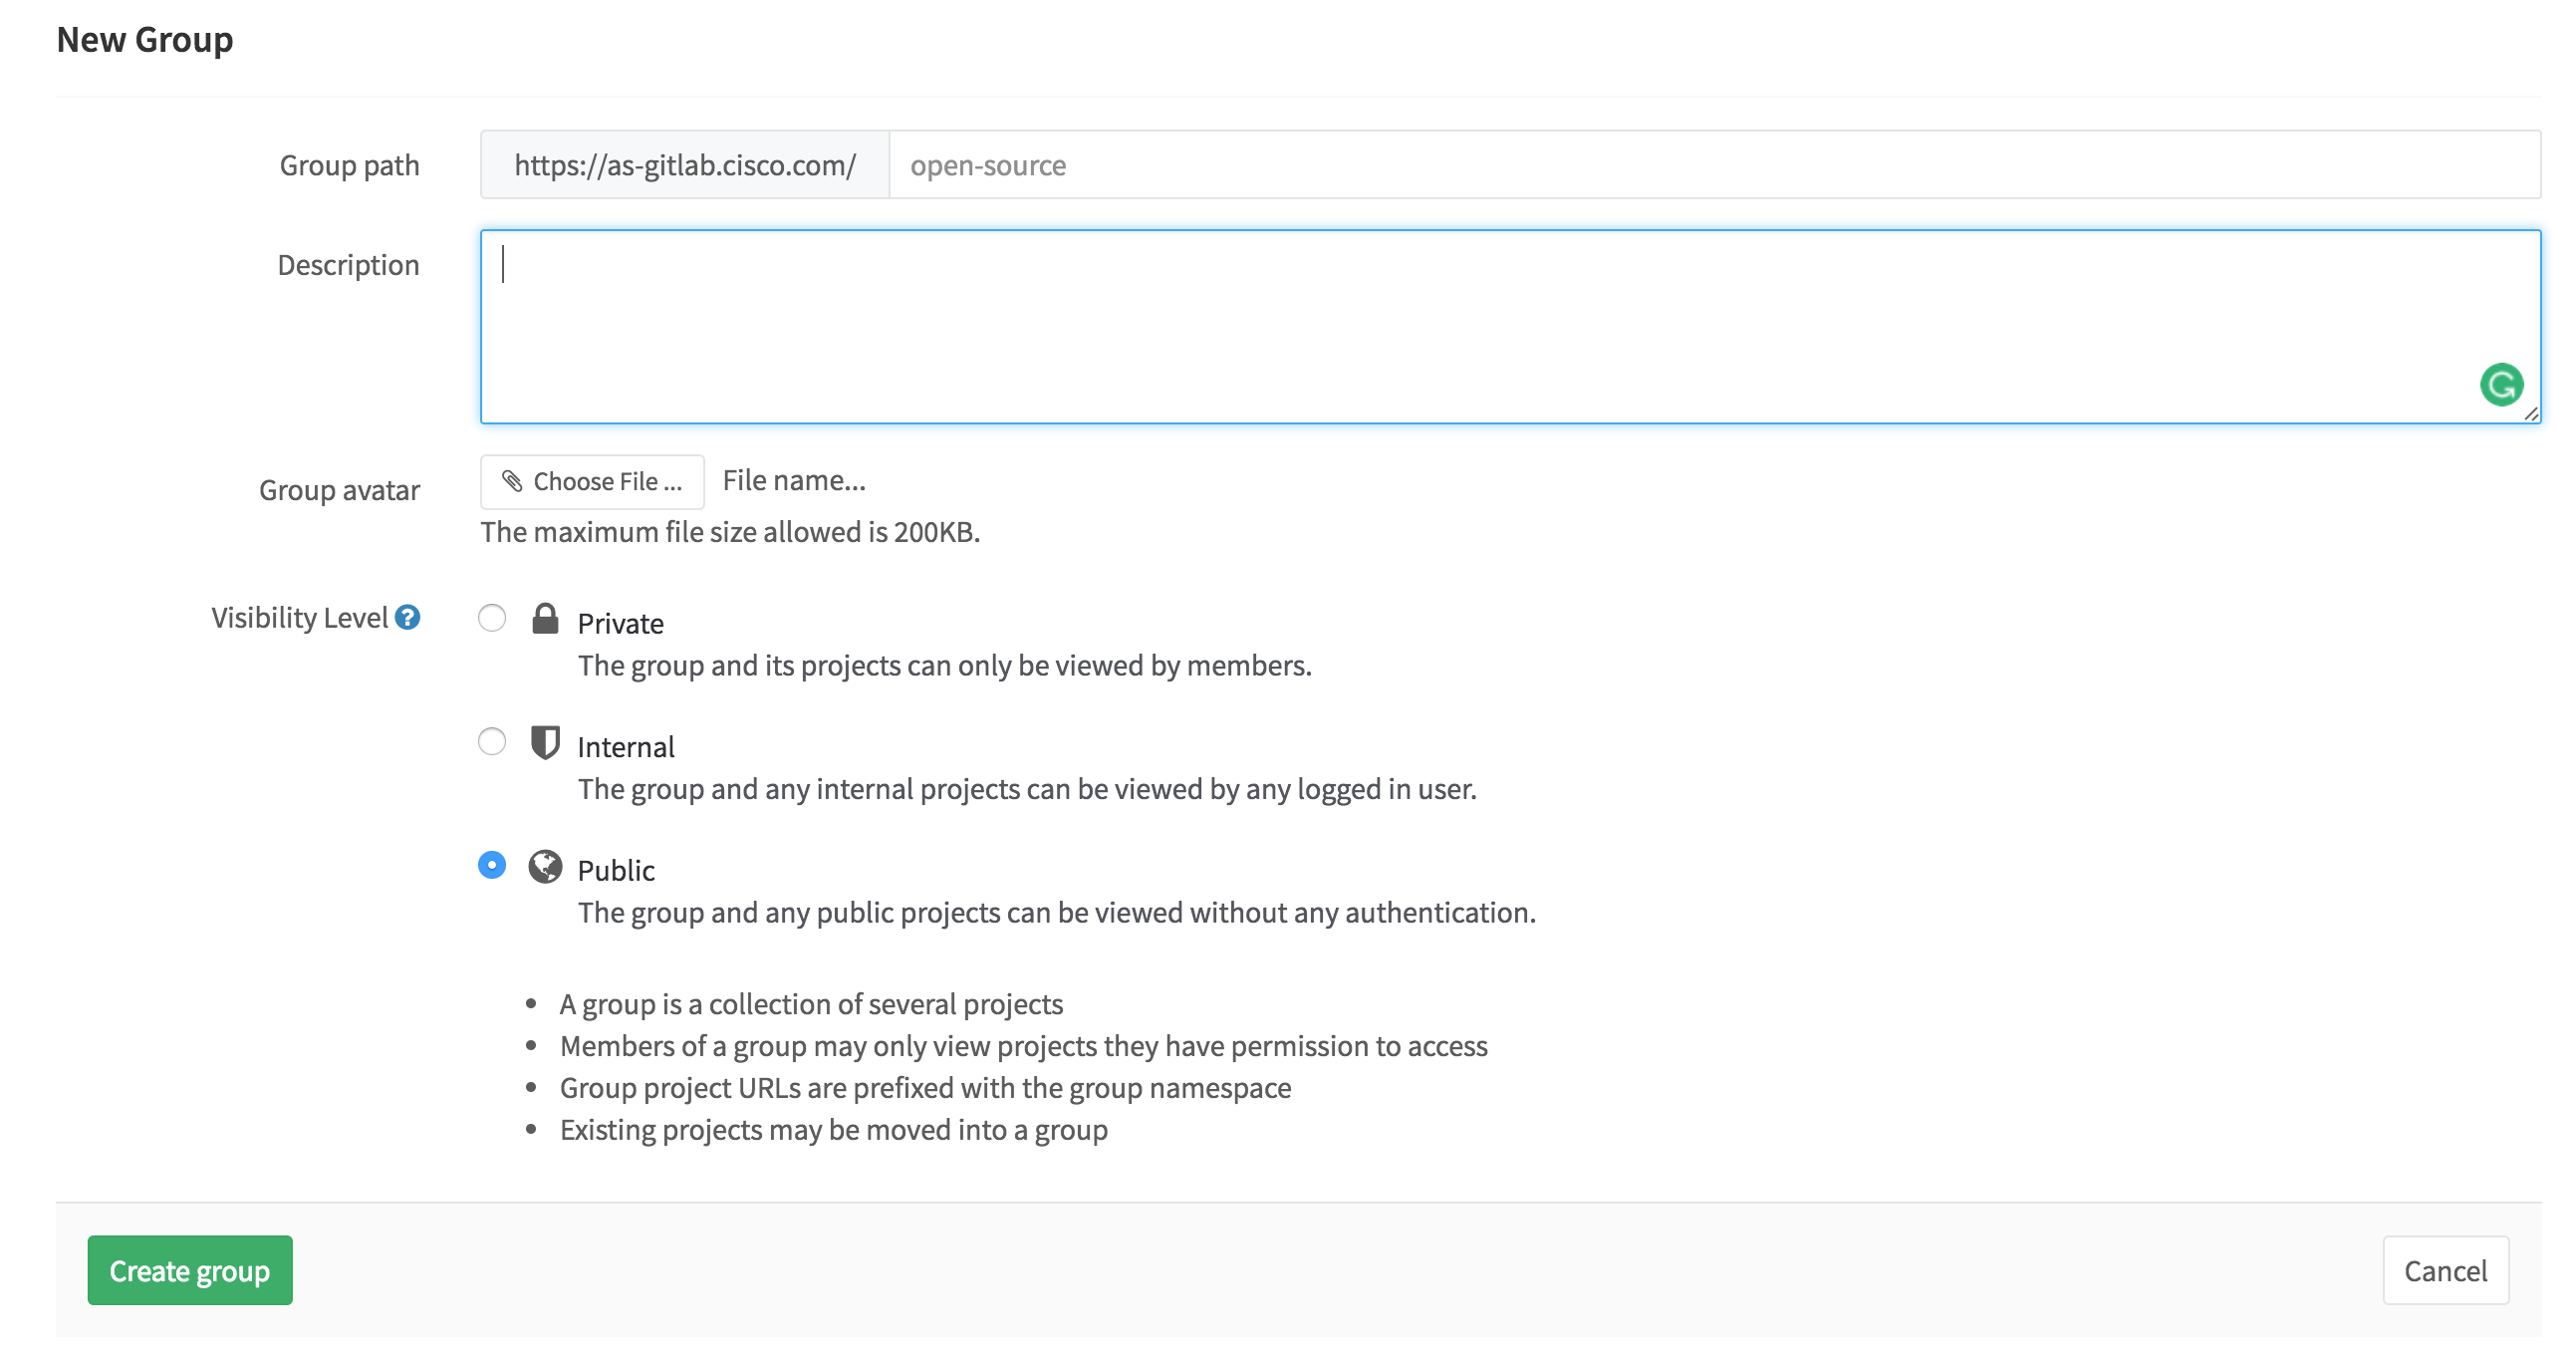 New Group
Group path
https://as-gitlab.cisco.com/ open-source
Description
Group avatar
Choose File ... File name...
The maximum file size allowed is 200KB.
Visibility Level ?
Private
The group and its projects can only be viewed by members.
Internal
The group and any internal projects can be viewed by any logged in user.
Public
The group and any public projects can be viewed without any authentication.
• A group is a collection of several projects
• Members of a group may only view projects they have permission to access
• Group project URLs are prefixed with the group namespace
• Existing projects may be moved into a group
Create group
Cancel